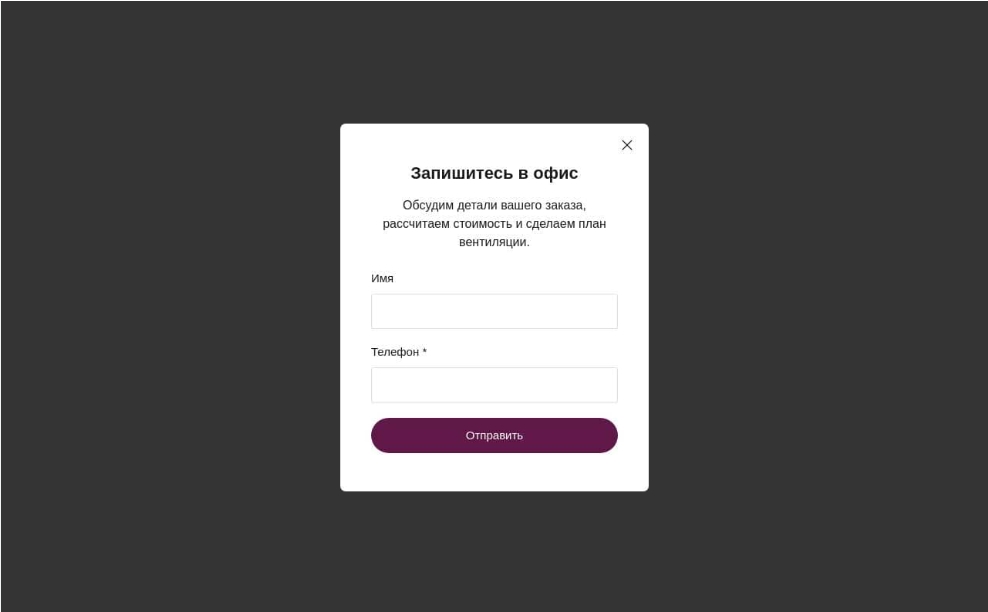 Запишитесь в офис
Обсудим детали вашего заказа,
рассчитаем стоимость и сделаем план
вентиляции.
Имя
Телефон *
Отправить